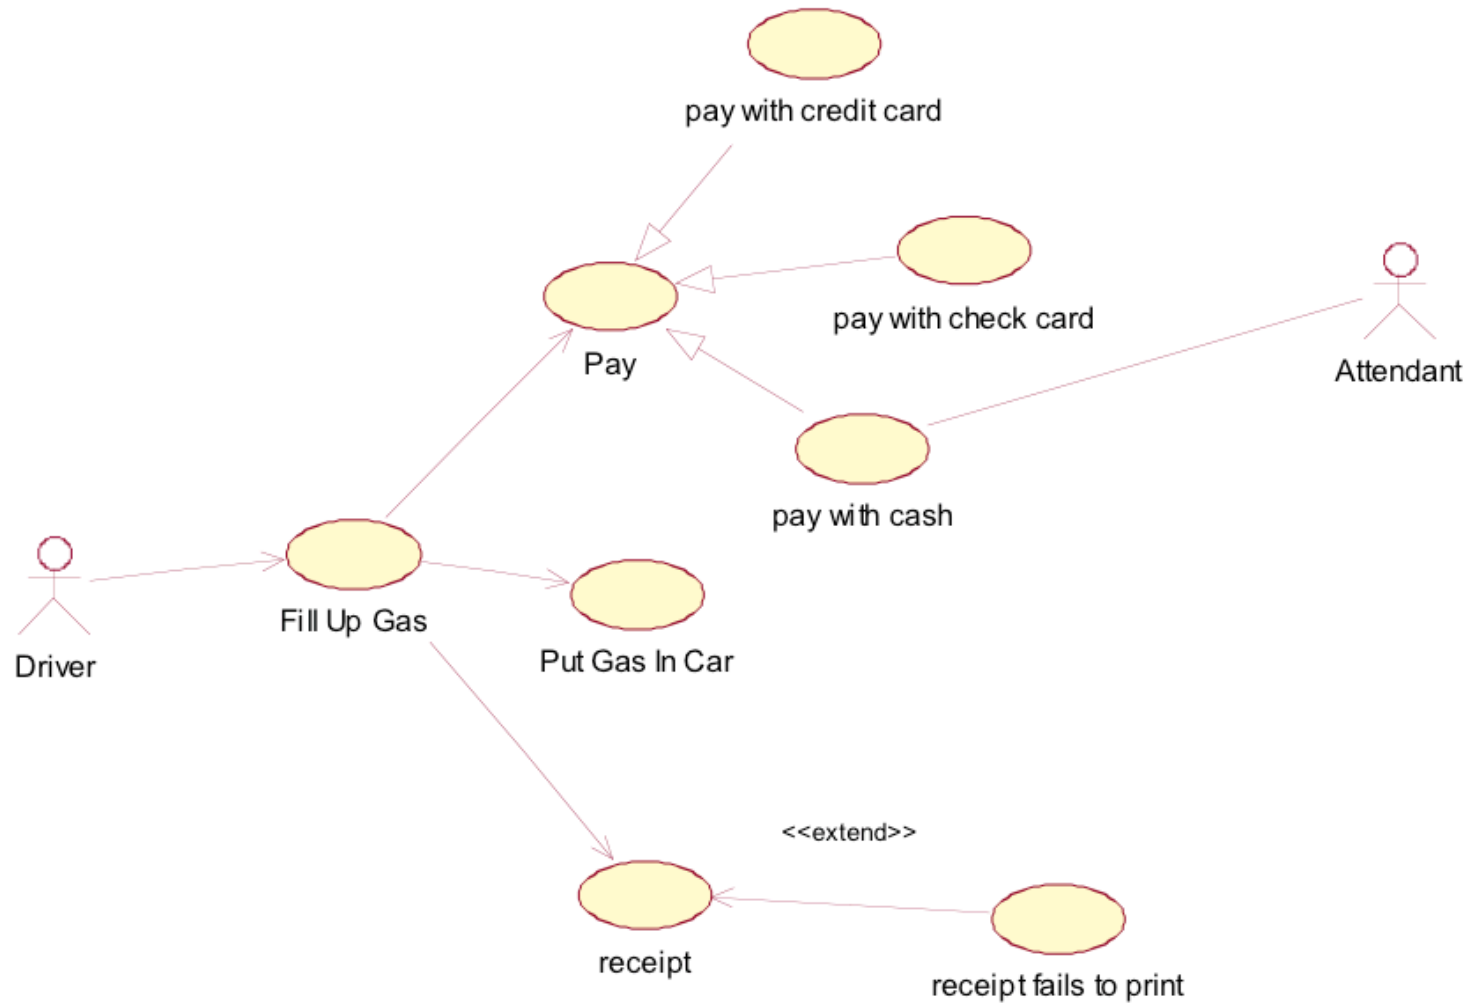 pay with credit card
pay with check card
Pay
Attendant
pay with cash
Fill Up Gas
Put Gas In Car
Driver
<<extend>>
receipt
receipt fails to print